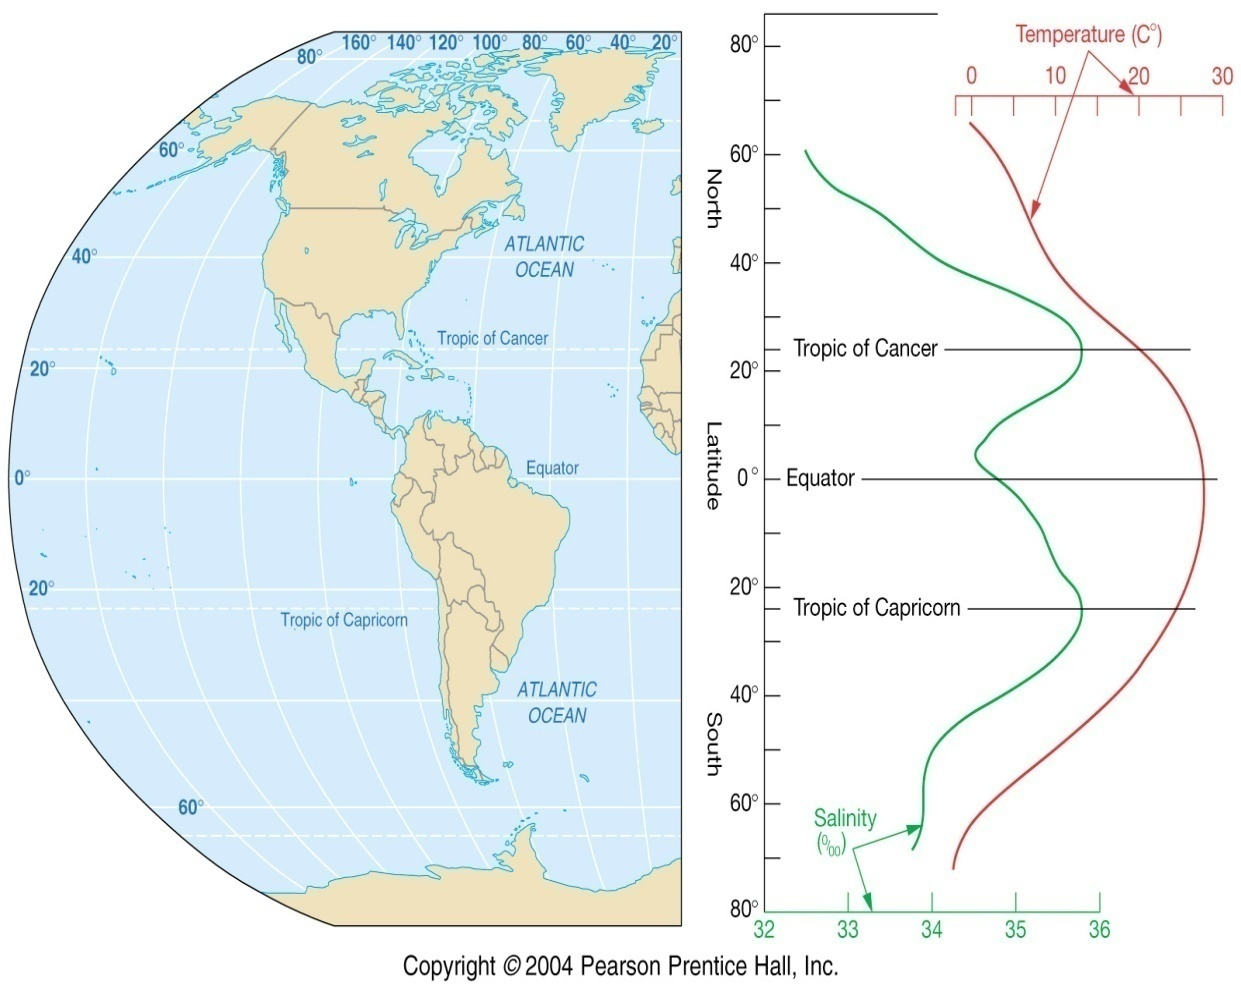 160° 140° 120° 100° 80° 60° 40° 20°
80°
60°
40°
20°
0°
20°
60°
ATLANTIC
OCEAN
Tropic of Cancer
Equator
Tropic of Capricorn
ATLANTIC
OCEAN
Temperature (C°)
0 10 20 30
80°
60°
40°
20°
0°
20°
40°
60°
80°
North
Latitude
South
Tropic of Cancer
Equator
Tropic of Capricorn
Salinity
(‰)
32 33 34 35 36
Copyright © 2004 Pearson Prentice Hall, Inc.